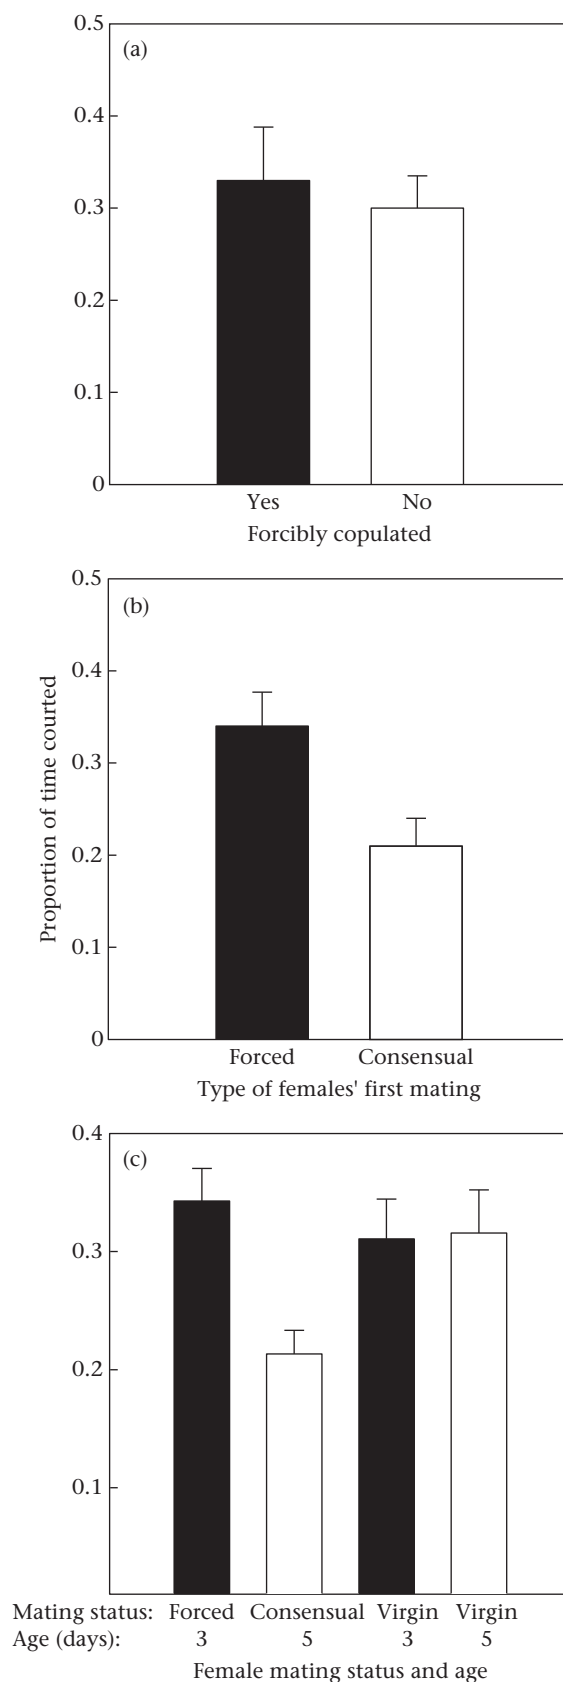 0.5
(a)
0.4
0.3
0.2
0.1
0
Yes No
Forcibly copulated
Proportion of time courted
0.5
(b)
0.4
0.3
0.2
0.1
0
Forced Consensual
Type of females' first mating
0.4
(c)
0.3
0.2
0.1
Mating status: Forced Consensual Virgin Virgin
Age (days): 3 5 3 5
Female mating status and age